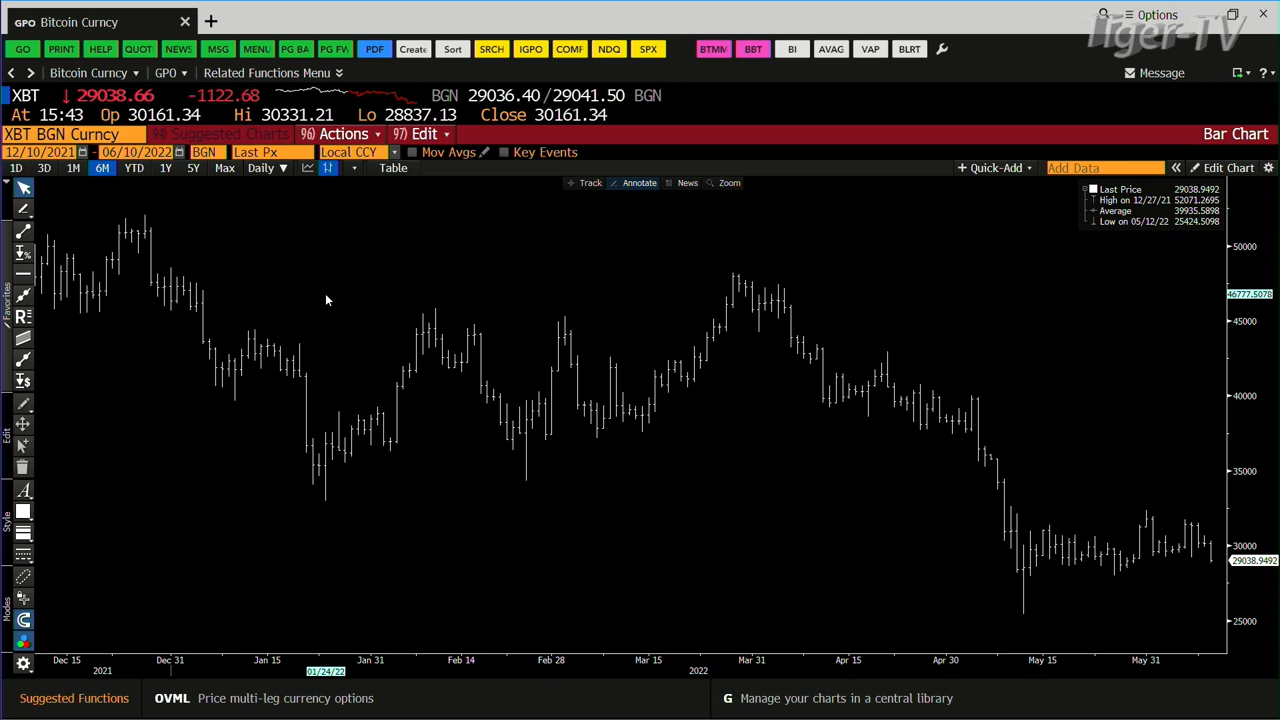 GPO Bitcoin Curncy
Options
Tiger-TV
GO PRINT HELP QUOT NEWS MSG MENU PG BA PG FW PDF Create Sort SRCH IGPO COMF NDQ SPX BTMM BBT BI AVAG VAP BLRT
Bitcoin Curncy GPO Related Functions Menu Message
XBT 29038.66 -1122.68 BGN 29036.40/29041.50 BGN
At 15:43 Op 30161.34 Hi 30331.21 Lo 28837.13 Close 30161.34
XBT BGN Curncy 94) Suggested Charts 96) Actions 97) Edit Bar Chart
12/10/2021 - 06/10/2022 BGN Last Px Local CCY Mov Avgs Key Events
1D 3D 1M 6M YTD 1Y 5Y Max Daily Table + Quick-Add Add Data Edit Chart
Track Annotate News Zoom
Last Price 29038.9492
High on 12/27/21 52071.2695
Average 39935.5898
Low on 05/12/22 25424.5098
50000
46777.5078
45000
40000
35000
30000
29038.9492
25000
Favorites
Edit
Style
Modes
Dec 15 Dec 31 Jan 15 01/24/22 Jan 31 Feb 14 Feb 28 Mar 15 Mar 31 Apr 15 Apr 30 May 15 May 31
2021 2022
Suggested Functions OVML Price multi-leg currency options G Manage your charts in a central library